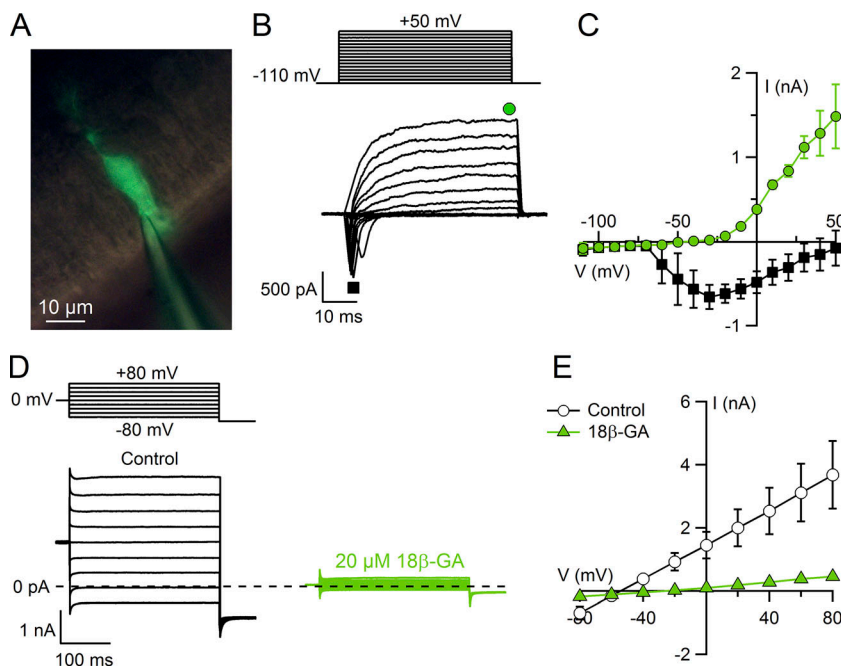 A
10 µm
B
+50 mV
-110 mV
500 pA
10 ms
C
2
I (nA)
1
-100
-50
50
V (mV)
-1
D
+80 mV
0 mV
-80 mV
Control
0 pA
1 nA
100 ms
20 µM 18β-GA
E
6
I (nA)
Control
18β-GA
4
2
V (mV)
-80
-40
40
80
-2